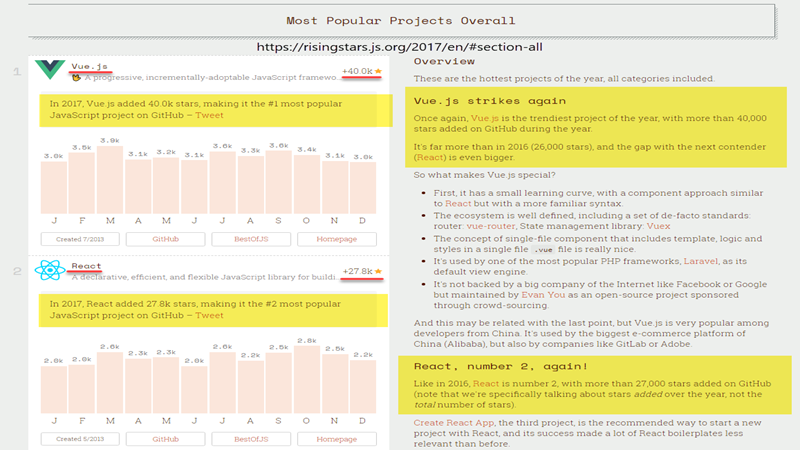 Most Popular Projects Overall
https://risingstars.js.org/2017/en/#section-all
1
Vue.js
+40.0k
A progressive, incrementally-adoptable JavaScript framewo…
In 2017, Vue.js added 40.0k stars, making it the #1 most popular
JavaScript project on GitHub – Tweet
3.0k 3.5k 3.9k 3.1k 3.2k 3.1k 3.6k 3.5k 3.6k 3.4k 3.1k 3.0k
J F M A M J J A S O N D
Created 7/2013 GitHub BestOfJS Homepage
2
React
+27.8k
A declarative, efficient, and flexible JavaScript library for buildi…
In 2017, React added 27.8k stars, making it the #2 most popular
JavaScript project on GitHub – Tweet
2.0k 2.0k 2.6k 2.3k 2.3k 2.0k 2.6k 2.2k 2.5k 2.8k 2.5k 2.2k
J F M A M J J A S O N D
Created 5/2013 GitHub BestOfJS Homepage
Overview
These are the hottest projects of the year, all categories included.
Vue.js strikes again
Once again, Vue.js is the trendiest project of the year, with more than 40,000
stars added on GitHub during the year.
It's far more than in 2016 (26,000 stars), and the gap with the next contender
(React) is even bigger.
So what makes Vue.js special?
• First, it has a small learning curve, with a component approach similar
to React but with a more familiar syntax.
• The ecosystem is well defined, including a set of de-facto standards:
router: vue-router, State management library: Vuex
• The concept of single-file component that includes template, logic and
styles in a single file .vue file is really nice.
• It's used by one of the most popular PHP frameworks, Laravel, as its
default view engine.
• It's not backed by a big company of the Internet like Facebook or Google
but maintained by Evan You as an open-source project sponsored
through crowd-sourcing.
And this may be related with the last point, but Vue.js is very popular among
developers from China. It's used by the biggest e-commerce platform of
China (Alibaba), but also by companies like GitLab or Adobe.
React, number 2, again!
Like in 2016, React is number 2, with more than 27,000 stars added on GitHub
(note that we're specifically talking about stars added over the year, not the
total number of stars).
Create React App, the third project, is the recommended way to start a new
project with React, and its success made a lot of React boilerplates less
relevant than before.